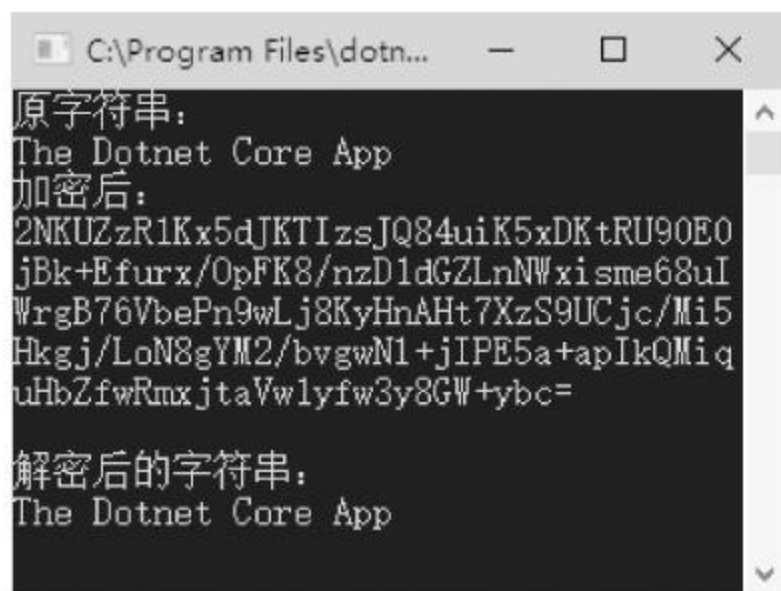 C:\Program Files\dotn...
原字符串：
The Dotnet Core App
加密后：
2NKUZzR1Kx5dJKTIzsJQ84uiK5xDKtRU90E0
jBk+Efurx/OpFK8/nzD1dGZLnNWxisme68uI
WrgB76VbePn9wLj8KyHnAHt7XzS9UCjc/Mi5
Hkgj/LoN8gYM2/bvgwN1+jIPE5a+apIkQMiq
uHbZfwRmxjtaVw1yfw3y8GW+ybc=
解密后的字符串：
The Dotnet Core App